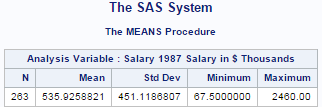 The SAS System
The MEANS Procedure
Analysis Variable : Salary 1987 Salary in $ Thousands
N Mean Std Dev Minimum Maximum
263 535.9258821 451.1186807 67.5000000 2460.00